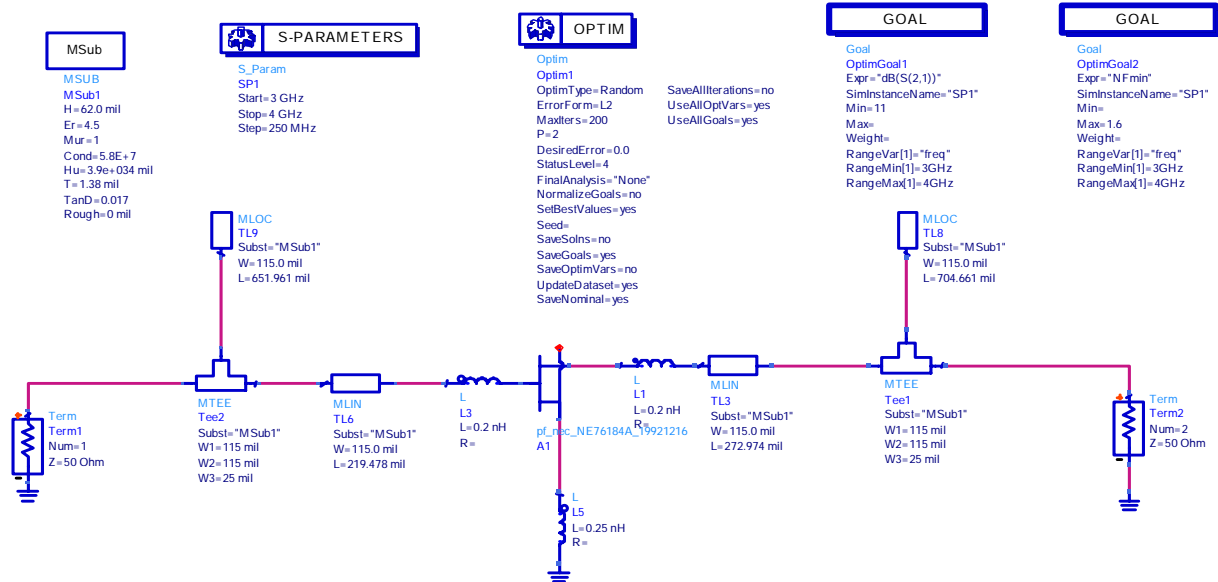 MSub
MSUB
MSub1
H=62.0 mil
Er=4.5
Mur=1
Cond=5.8E+7
Hu=3.9e+034 mil
T=1.38 mil
TanD=0.017
Rough=0 mil
S-PARAMETERS
S_Param
SP1
Start=3 GHz
Stop=4 GHz
Step=250 MHz
OPTIM
Optim
Optim1
OptimType=Random
ErrorForm=L2
MaxIters=200
P=2
DesiredError=0.0
StatusLevel=4
FinalAnalysis="None"
NormalizeGoals=no
SetBestValues=yes
Seed=
SaveSolns=no
SaveGoals=yes
SaveOptimVars=no
UpdateDataset=yes
SaveNominal=yes
SaveAllIterations=no
UseAllOptVars=yes
UseAllGoals=yes
GOAL
Goal
OptimGoal1
Expr="dB(S(2,1))"
SimInstanceName="SP1"
Min=11
Max=
Weight=
RangeVar[1]="freq"
RangeMin[1]=3GHz
RangeMax[1]=4GHz
GOAL
Goal
OptimGoal2
Expr="NFmin"
SimInstanceName="SP1"
Min=
Max=1.6
Weight=
RangeVar[1]="freq"
RangeMin[1]=3GHz
RangeMax[1]=4GHz
MLOC
TL9
Subst="MSub1"
W=115.0 mil
L=651.961 mil
MLOC
TL8
Subst="MSub1"
W=115.0 mil
L=704.661 mil
Term
Term1
Num=1
Z=50 Ohm
MTEE
Tee2
Subst="MSub1"
W1=115 mil
W2=115 mil
W3=25 mil
MLIN
TL6
Subst="MSub1"
W=115.0 mil
L=219.478 mil
L
L3
L=0.2 nH
R=
pf_nec_NE76184A_19921216
A1
L
L1
L=0.2 nH
R=
MLIN
TL3
Subst="MSub1"
W=115.0 mil
L=272.974 mil
MTEE
Tee1
Subst="MSub1"
W1=115 mil
W2=115 mil
W3=25 mil
Term
Term2
Num=2
Z=50 Ohm
L
L5
L=0.25 nH
R=